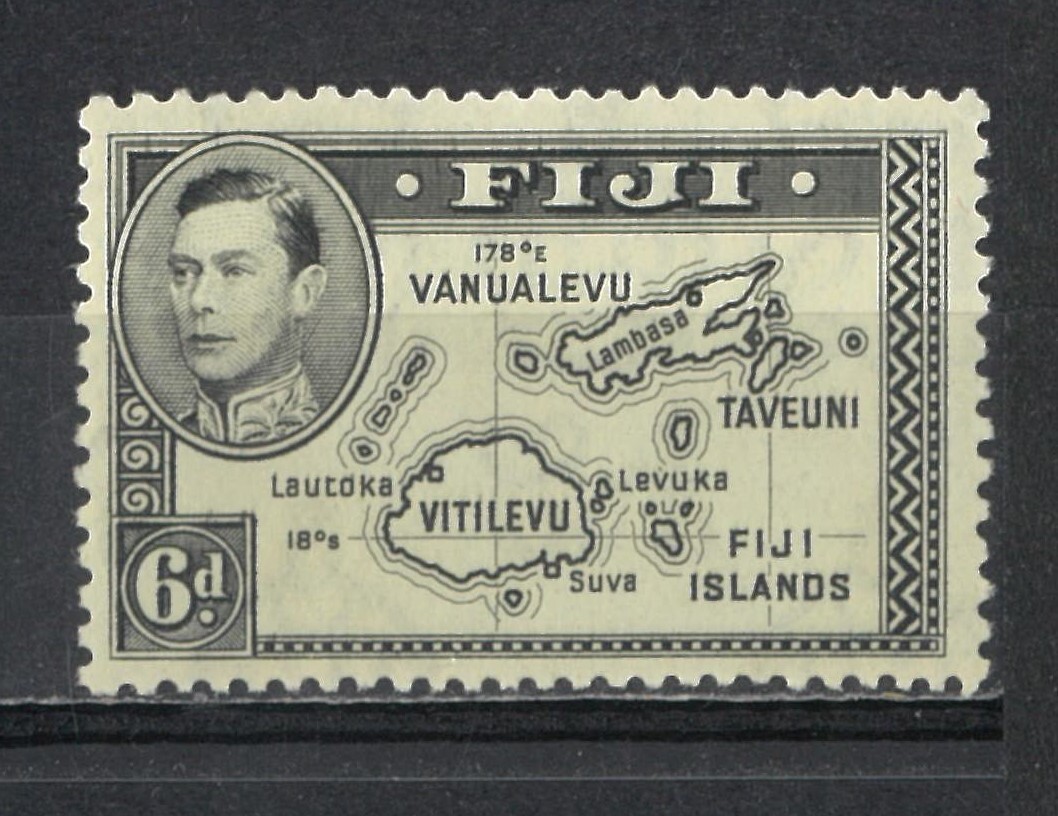 · FIJI ·
178°E
VANUALEVU
Lambasa
TAVEUNI
Lautoka
Levuka
VITILEVU
18°S
FIJI
ISLANDS
Suva
6d.